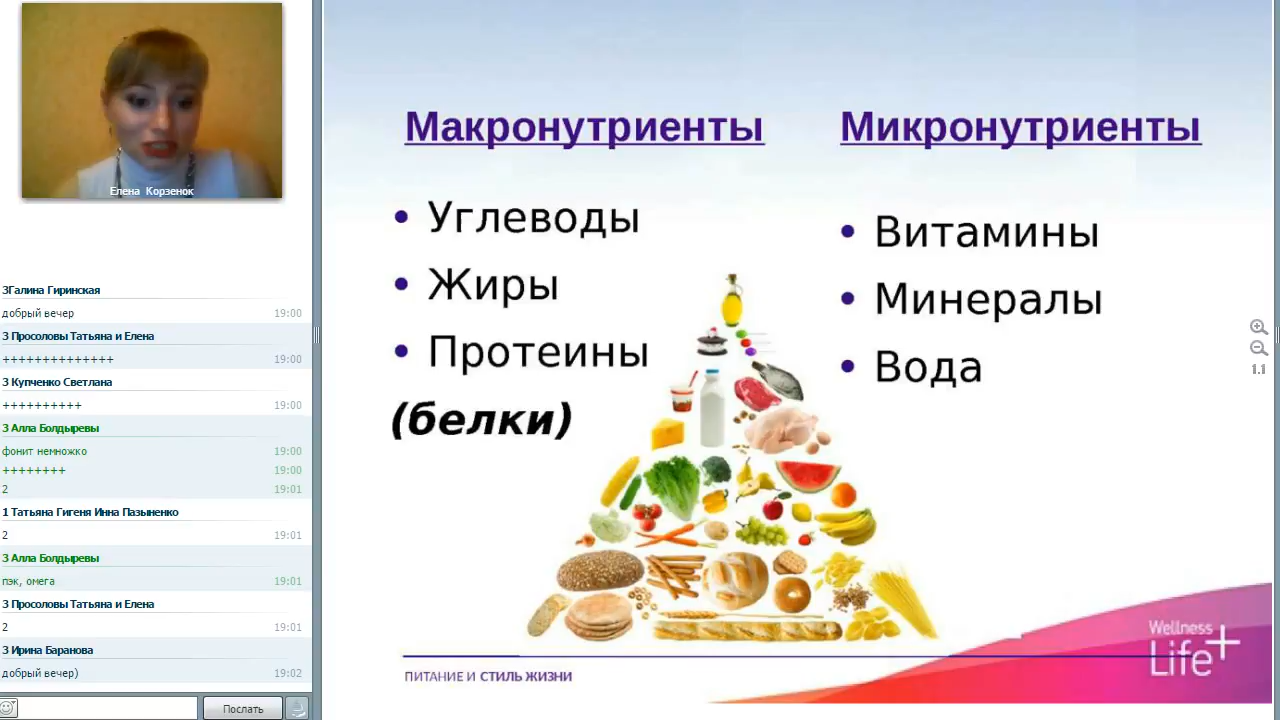 Елена Корзенок
3Галина Гиринская
добрый вечер 19:00
3 Просоловы Татьяна и Елена
++++++++++++++ 19:00
3 Купченко Светлана
++++++++++ 19:00
3 Алла Болдыревы
фонит немножко 19:00
++++++++ 19:00
2 19:01
1 Татьяна Гигеня Инна Пазыненко
2 19:01
3 Алла Болдыревы
пэк, омега 19:01
3 Просоловы Татьяна и Елена
2 19:01
3 Ирина Баранова
добрый вечер) 19:02
Послать
Макронутриенты
• Углеводы
• Жиры
• Протеины
(белки)
Микронутриенты
• Витамины
• Минералы
• Вода
ПИТАНИЕ И СТИЛЬ ЖИЗНИ
Wellness
Life+
1.1